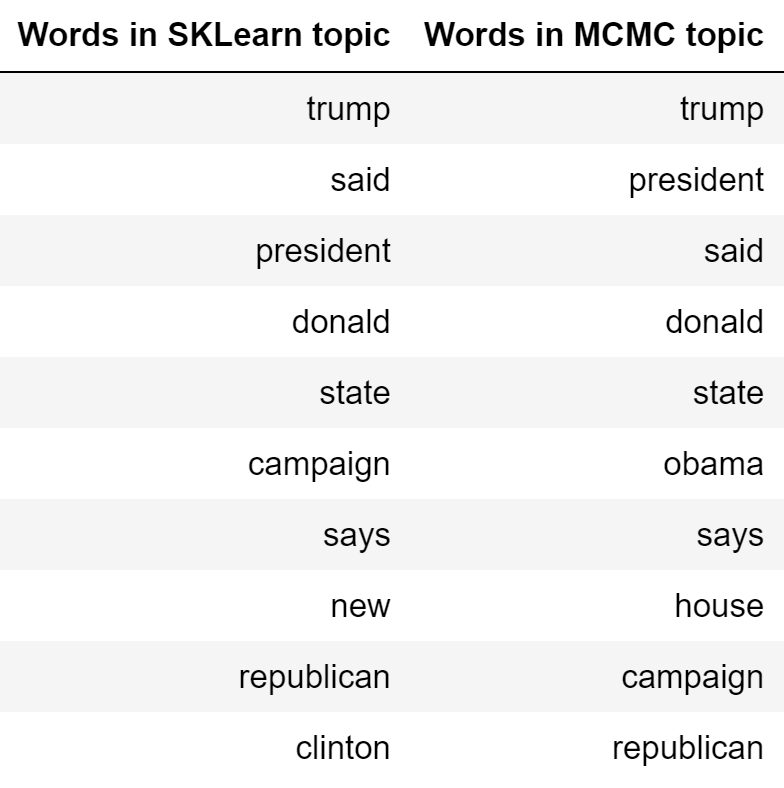 Words in SKLearn topic Words in MCMC topic
trump trump
said president
president said
donald donald
state state
campaign obama
says says
new house
republican campaign
clinton republican